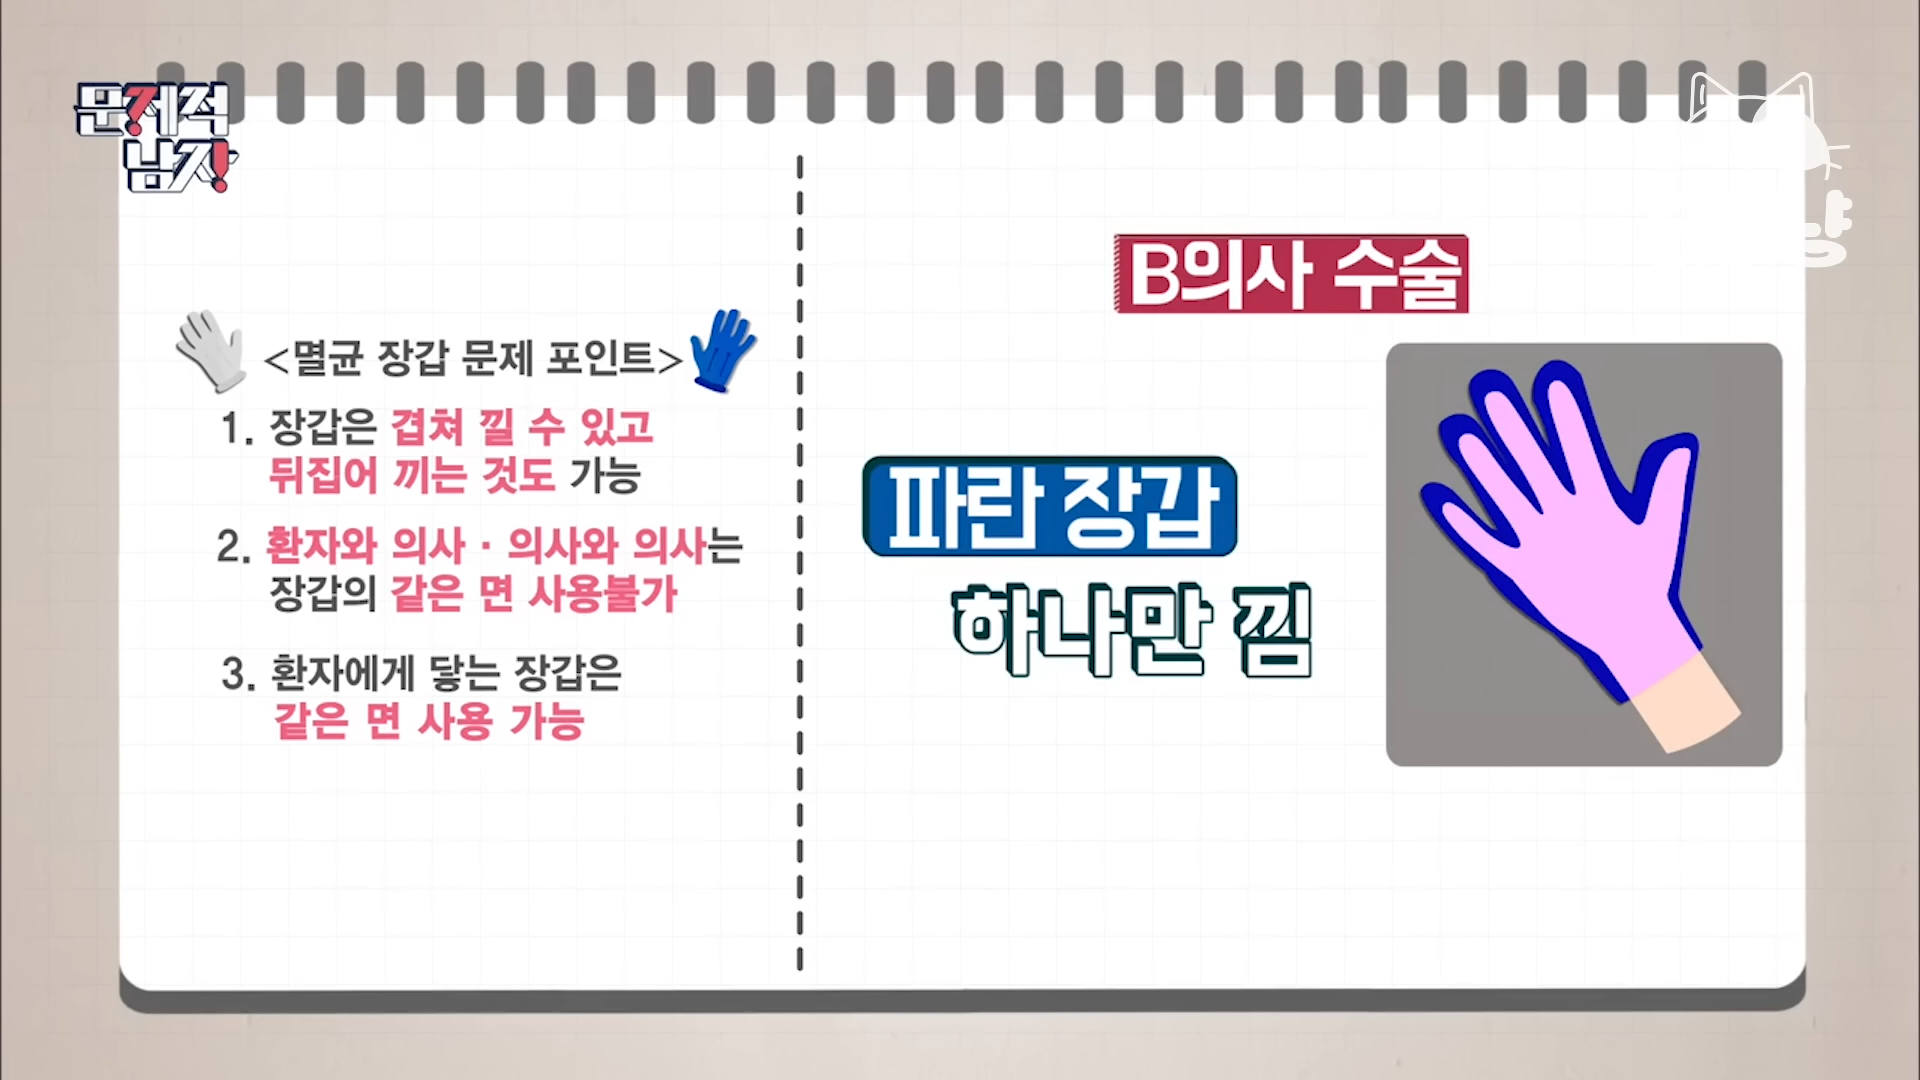 문제적
남자
<멸균 장갑 문제 포인트>
1. 장갑은 겹쳐 낄 수 있고
뒤집어 끼는 것도 가능
2. 환자와 의사 · 의사와 의사는
장갑의 같은 면 사용불가
3. 환자에게 닿는 장갑은
같은 면 사용 가능
B의사 수술
파란 장갑
하나만 낌